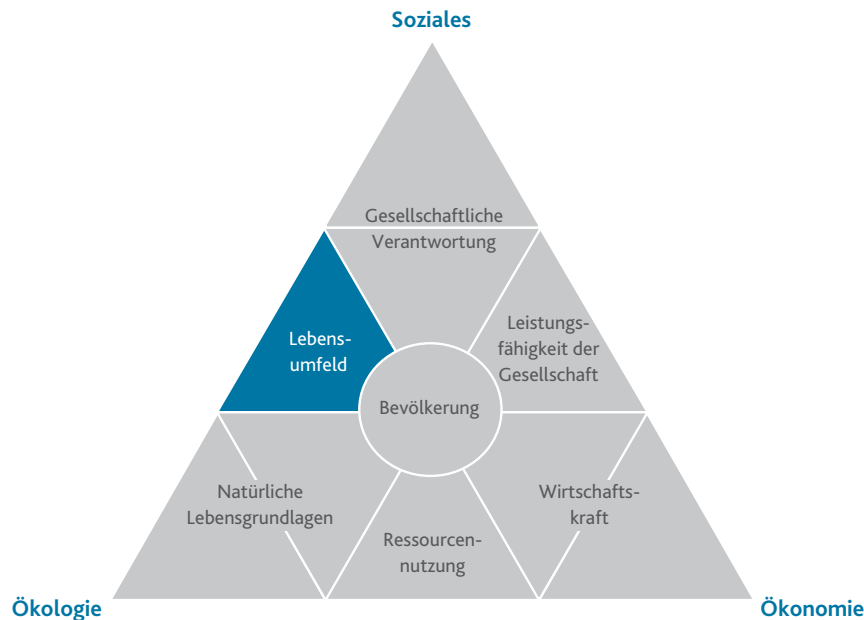 Soziales
Gesellschaftliche
Verantwortung
Lebens-
umfeld
Leistungs-
fähigkeit der
Gesellschaft
Bevölkerung
Natürliche
Lebensgrundlagen
Wirtschafts-
kraft
Ressourcen-
nutzung
Ökologie
Ökonomie